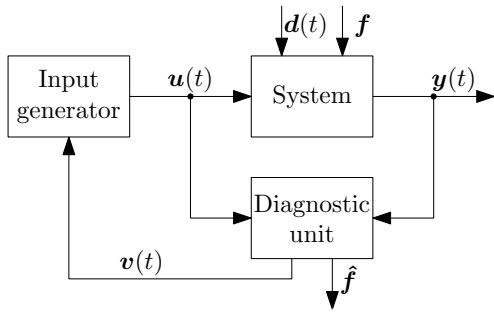 d(t) f
Input
generator
u(t)
System
y(t)
Diagnostic
unit
v(t)
f̂